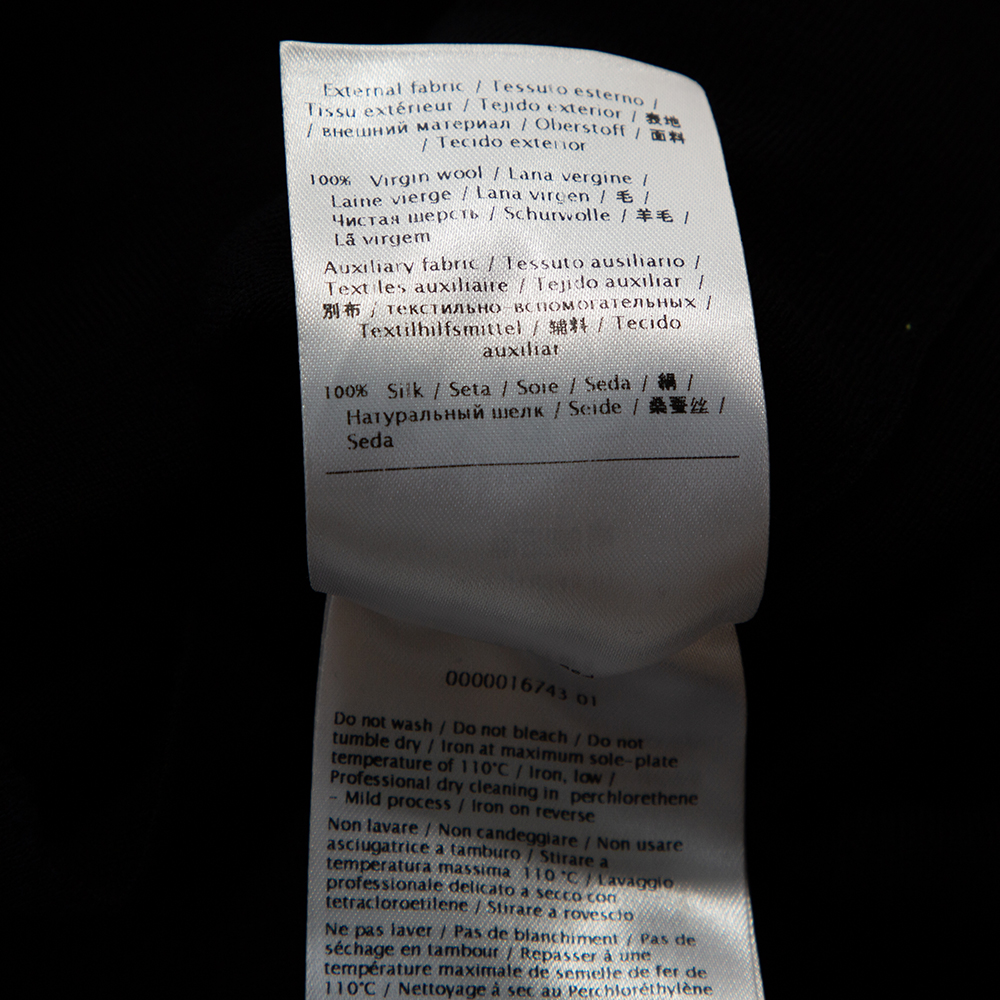 External fabric / Tessuto esterno /
Tissu extérieur / Tejido exterior / 表地
/ внешний материал / Oberstoff / 面料
/ Tecido exterior
100% Virgin wool / Lana vergine /
Laine vierge / Lana virgen / 毛 /
Чистая шерсть / Schurwolle / 羊毛 /
Lã virgem
Auxiliary fabric / Tessuto ausiliario /
Textiles auxiliaire / Tejido auxiliar /
別布 / текстильно-вспомогательных /
Textilhilfsmittel / 辅料 / Tecido
auxiliar
100% Silk / Seta / Soie / Seda / 絹 /
Натуральный шелк / Seide / 桑蚕丝 /
Seda
0000016743 01
Do not wash / Do not bleach / Do not
tumble dry / Iron at maximum sole-plate
temperature of 110°C / Iron, low /
Professional dry cleaning in perchlorethene
- Mild process / Iron on reverse
Non lavare / Non candeggiare / Non usare
asciugatrice a tamburo / Stirare a
temperatura massima 110 °C / Lavaggio
professionale delicato a secco con
tetracloroetilene / Stirare a rovescio
Ne pas laver / Pas de blanchiment / Pas de
séchage en tambour / Repasser à une
température maximale de semelle de fer de
110°C / Nettoyage à sec au Perchloréthylène